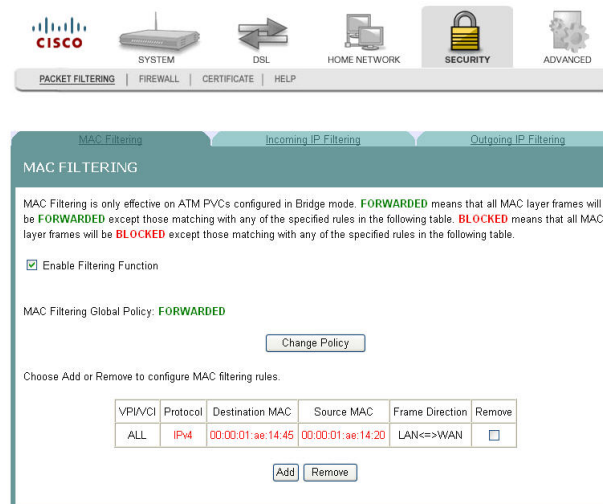 CISCO
SYSTEM DSL HOME NETWORK SECURITY ADVANCED
PACKET FILTERING | FIREWALL | CERTIFICATE | HELP
MAC Filtering Incoming IP Filtering Outgoing IP Filtering
MAC FILTERING
MAC Filtering is only effective on ATM PVCs configured in Bridge mode. FORWARDED means that all MAC layer frames will
be FORWARDED except those matching with any of the specified rules in the following table. BLOCKED means that all MAC
layer frames will be BLOCKED except those matching with any of the specified rules in the following table.
Enable Filtering Function
MAC Filtering Global Policy: FORWARDED
Change Policy
Choose Add or Remove to configure MAC filtering rules.
VPI/VCI Protocol Destination MAC Source MAC Frame Direction Remove
ALL IPv4 00:00:01:ae:14:45 00:00:01:ae:14:20 LAN<=>WAN
Add Remove